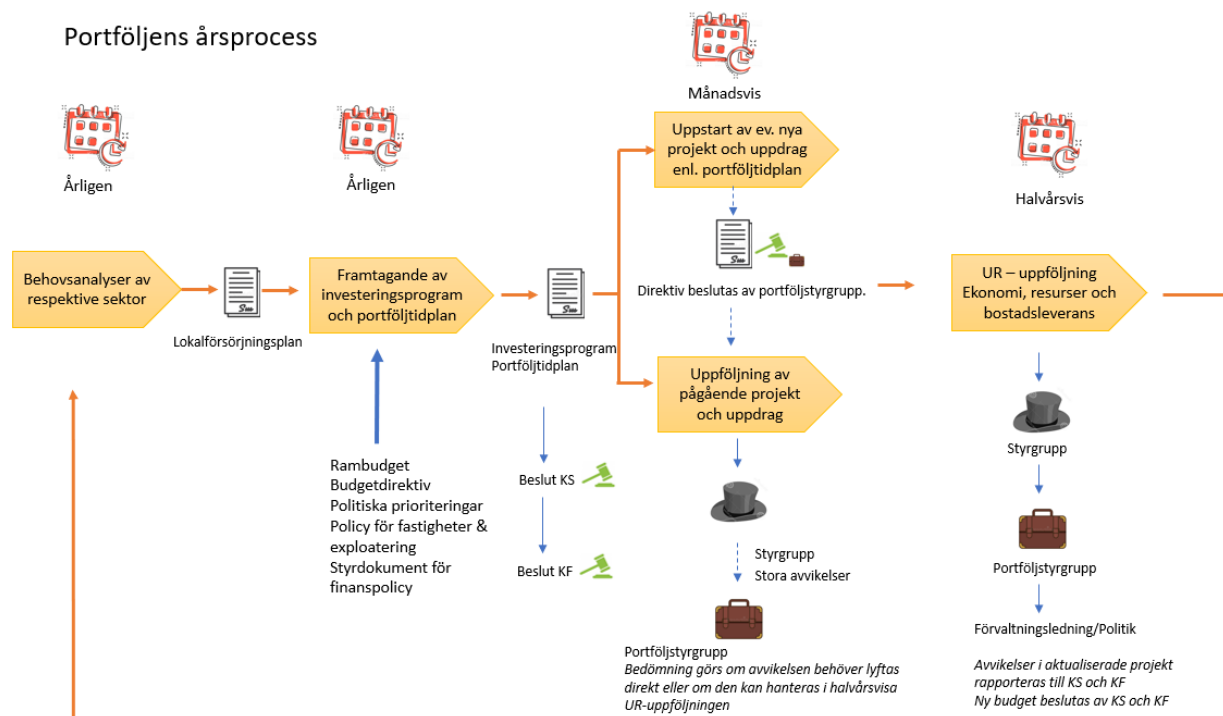 Portföljens årsprocess
Årligen
Årligen
Månadsvis
Halvårsvis
Behovsanalyser av
respektive sektor
Lokalförsörjningsplan
Framtagande av
investeringsprogram
och portföljtidplan
Rambudget
Budgetdirektiv
Politiska prioriteringar
Policy för fastigheter &
exploatering
Styrdokument för
finanspolicy
Investeringsprogram
Portföljtidplan
Beslut KS
Beslut KF
Uppstart av ev. nya
projekt och uppdrag
enl. portföljtidplan
Direktiv beslutas av portföljstyrgrupp.
Uppföljning av
pågående projekt
och uppdrag
Styrgrupp
Stora avvikelser
Portföljstyrgrupp
Bedömning görs om avvikelsen behöver lyftas
direkt eller om den kan hanteras i halvårsvisa
UR-uppföljningen
UR – uppföljning
Ekonomi, resurser och
bostadsleverans
Styrgrupp
Portföljstyrgrupp
Förvaltningsledning/Politik
Avvikelser i aktualiserade projekt
rapporteras till KS och KF
Ny budget beslutas av KS och KF